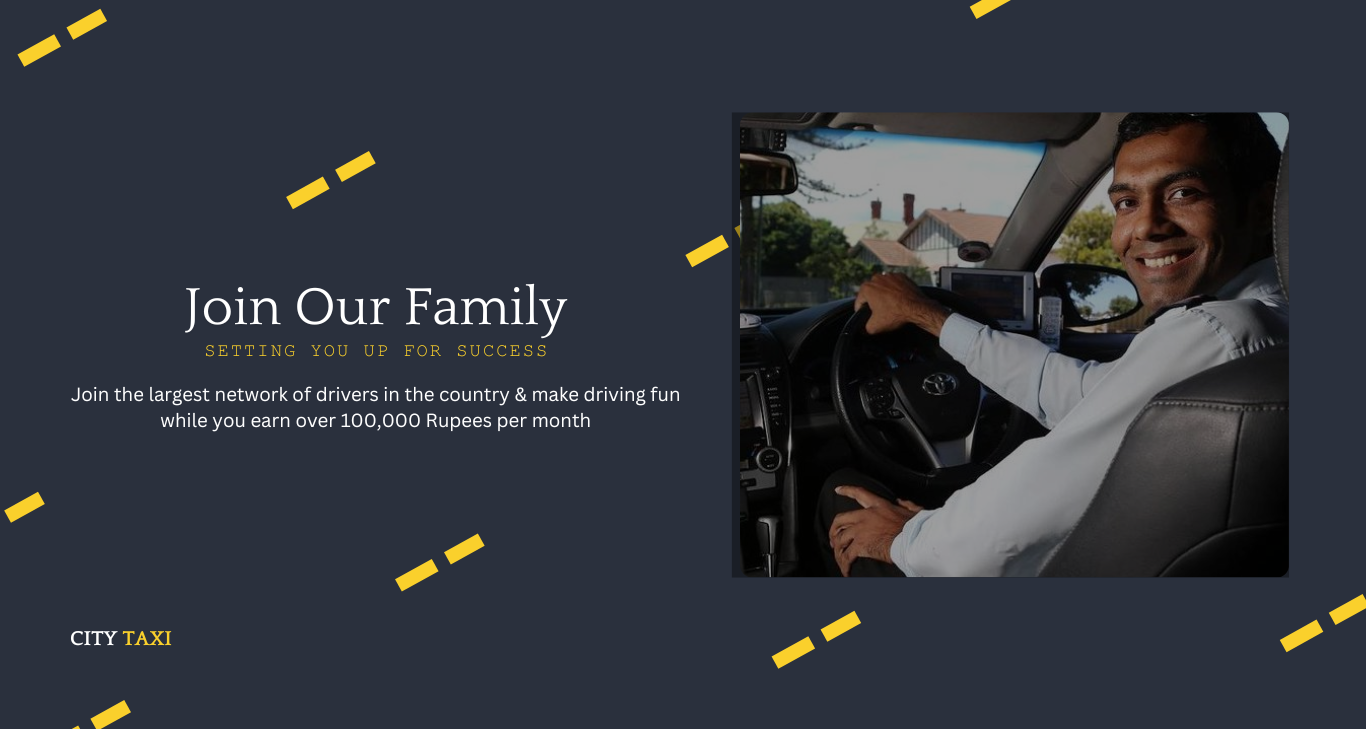 Join Our Family
SETTING YOU UP FOR SUCCESS
Join the largest network of drivers in the country & make driving fun
while you earn over 100,000 Rupees per month
CITY TAXI